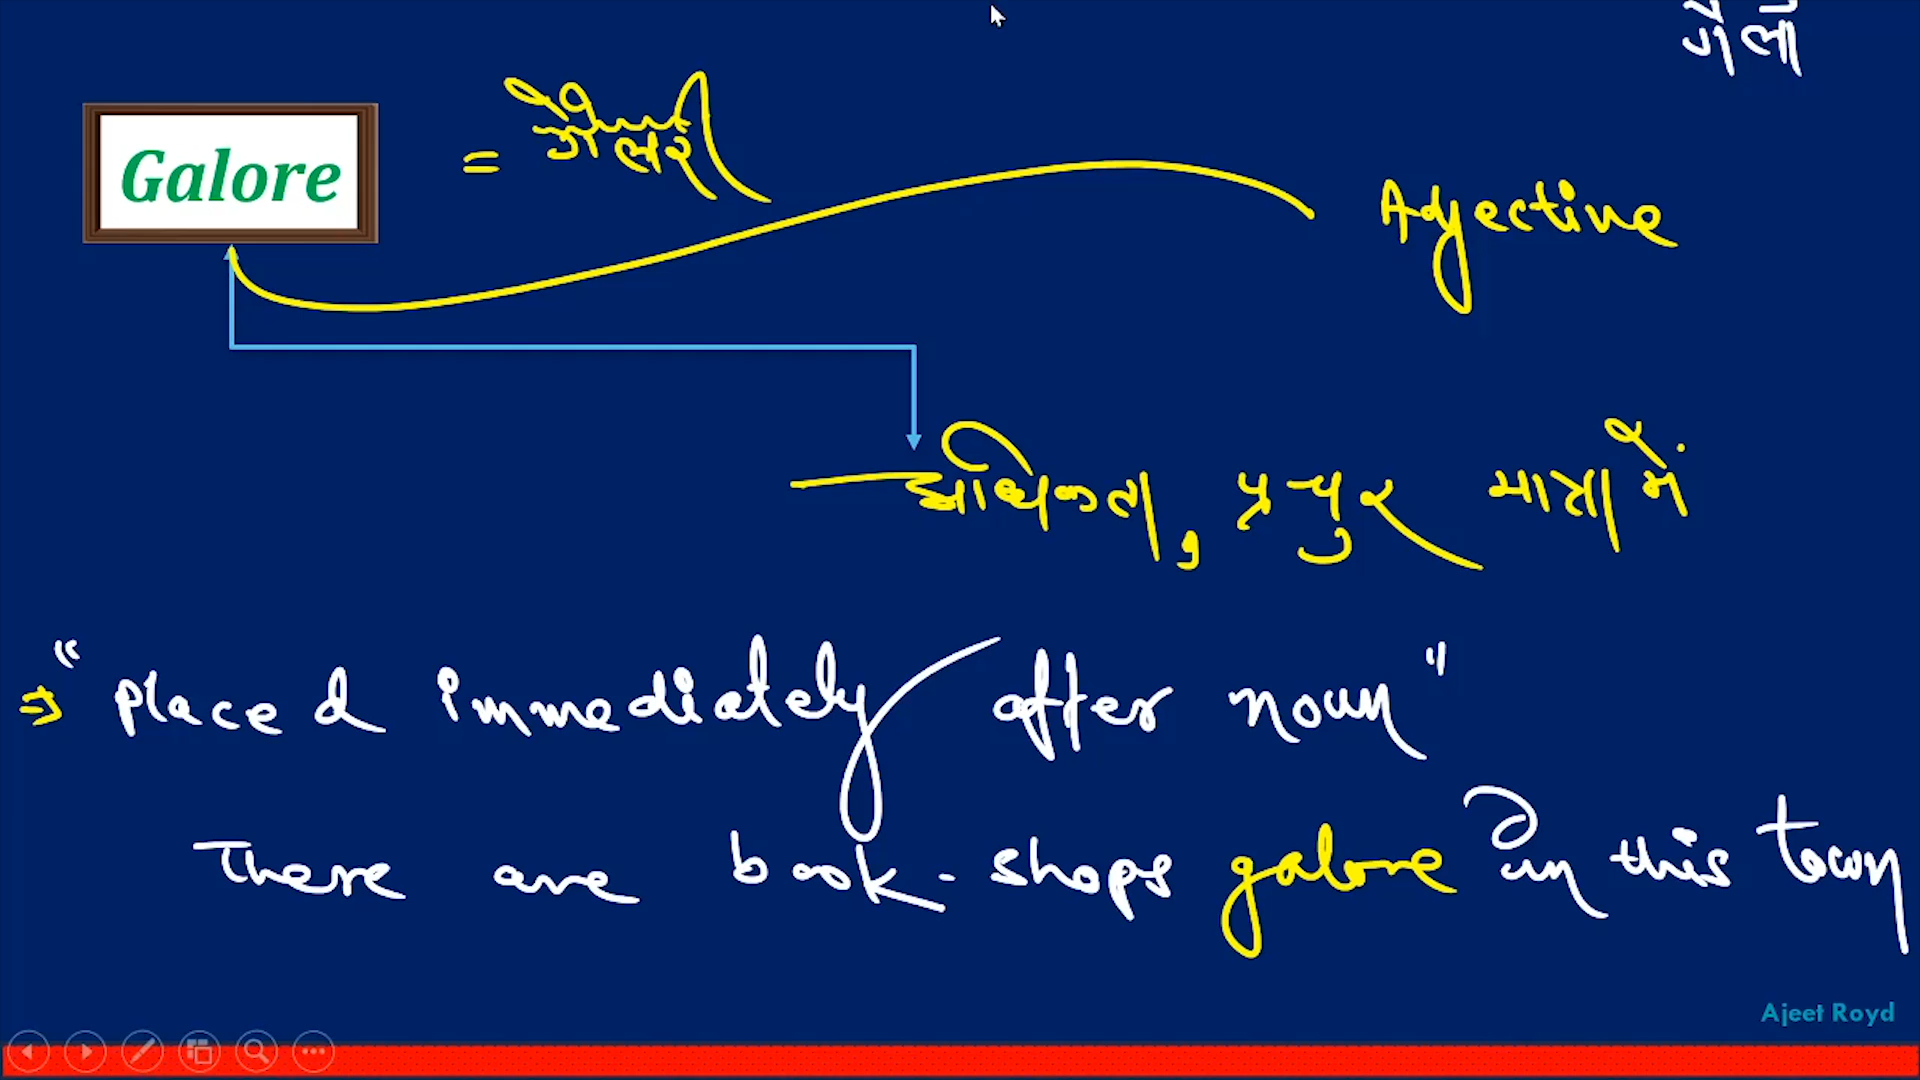 Galore
Adjective
अधिकता, प्रचुर मात्रा में
⇒ "placed immediately after noun"
There are book-shops galore in this town
Ajeet Royd